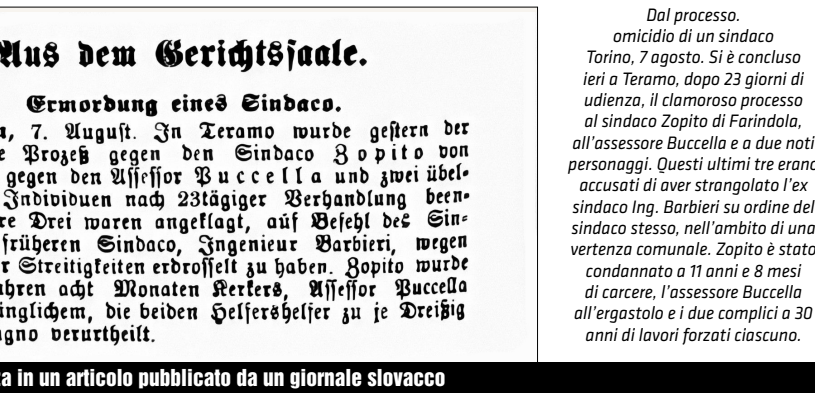 Aus dem Gerichtssaale.
Ermordung eines Sindaco.
7. August. In Teramo wurde gestern der
Prozeß gegen den Sindaco Zopito von
gegen den Assessor Puccella und zwei übel-
Individuen nach 23tägiger Verhandlung been-
Drei waren angeklagt, auf Befehl des Sin-
früheren Sindaco, Ingenieur Barbieri, wegen
Streitigkeiten erdrosselt zu haben. Zopito wurde
acht Monaten Kerkers, Assessor Puccella
die beiden Helfershelfer zu je Dreißig
verurtheilt.
Dal processo.
omicidio di un sindaco
Torino, 7 agosto. Si è concluso
ieri a Teramo, dopo 23 giorni di
udienza, il clamoroso processo
al sindaco Zopito di Farindola,
all'assessore Buccella e a due noti
personaggi. Questi ultimi tre erano
accusati di aver strangolato l'ex
sindaco Ing. Barbieri su ordine del
sindaco stesso, nell'ambito di una
vertenza comunale. Zopito è stato
condannato a 11 anni e 8 mesi
di carcere, l'assessore Buccella
all'ergastolo e i due complici a 30
anni di lavori forzati ciascuno.
in un articolo pubblicato da un giornale slovacco